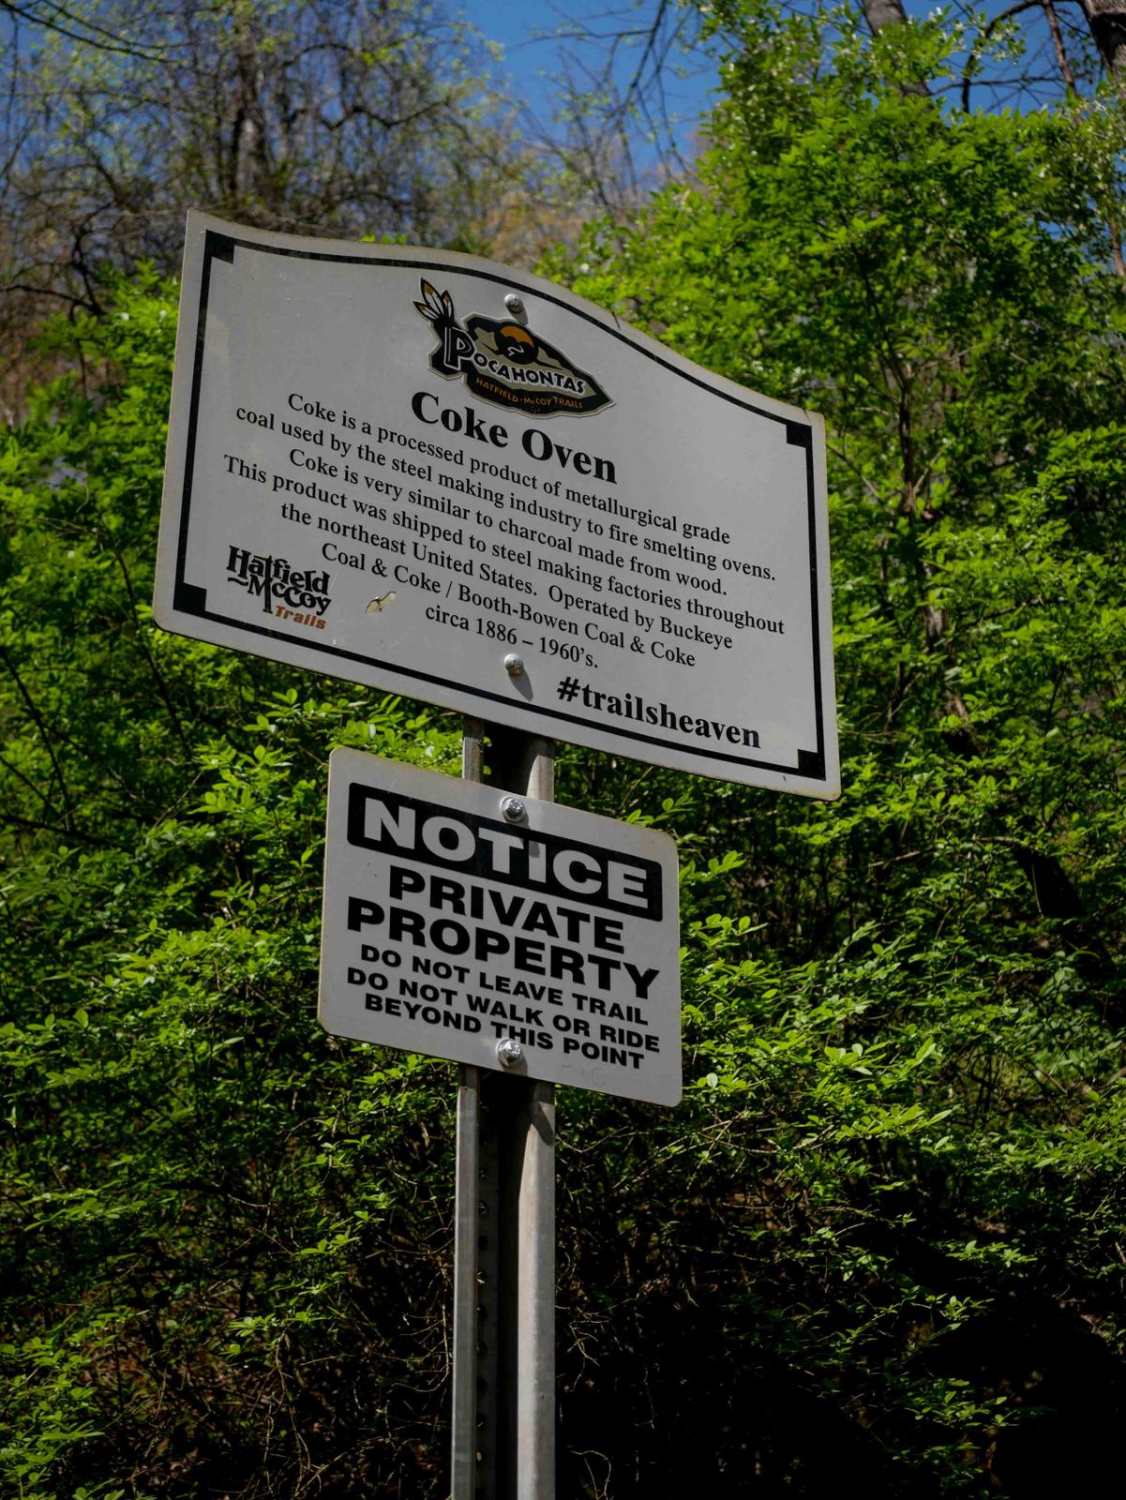 POCAHONTAS
HATFIELD-McCOY TRAILS
Coke Oven
Coke is a processed product of metallurgical grade
coal used by the steel making industry to fire smelting ovens.
Coke is very similar to charcoal made from wood.
This product was shipped to steel making factories throughout
the northeast United States. Operated by Buckeye
Coal & Coke / Booth-Bowen Coal & Coke
circa 1886 – 1960's.
Hatfield
McCoy
Trails
#trailsheaven
NOTICE
PRIVATE
PROPERTY
DO NOT LEAVE TRAIL
DO NOT WALK OR RIDE
BEYOND THIS POINT